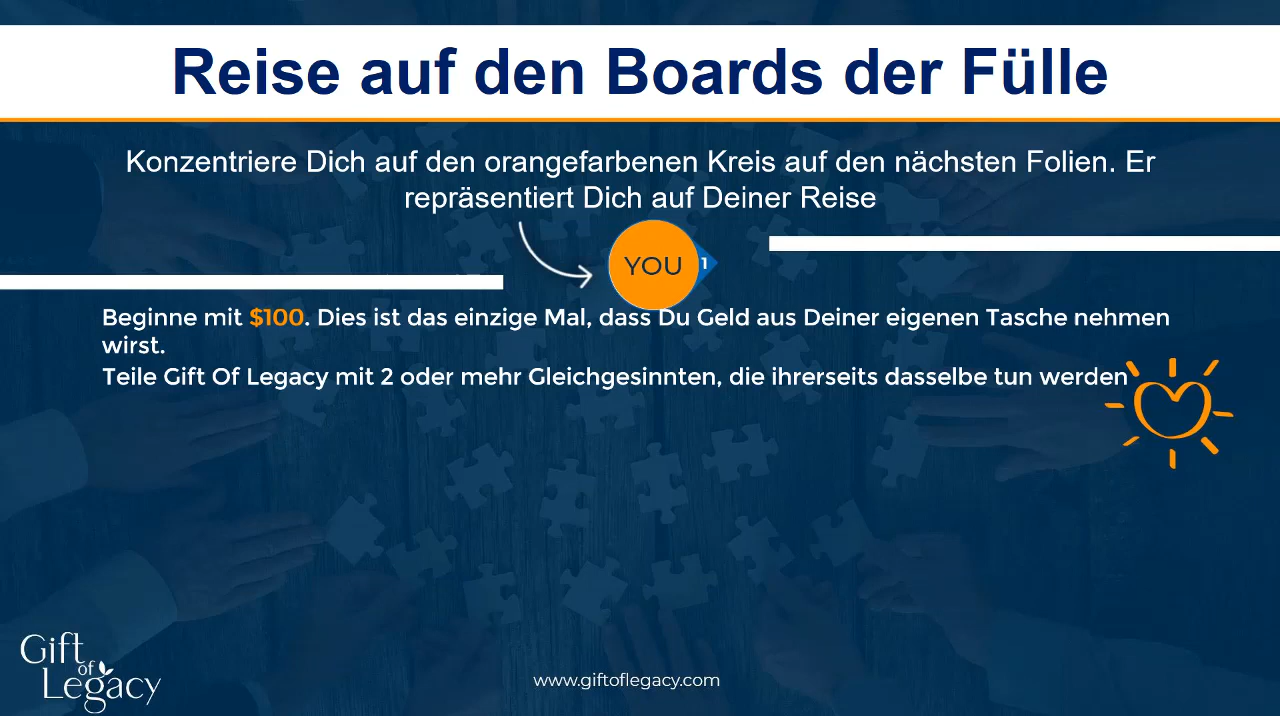 Reise auf den Boards der Fülle
Konzentriere Dich auf den orangefarbenen Kreis auf den nächsten Folien. Er
repräsentiert Dich auf Deiner Reise
YOU 1
Beginne mit $100. Dies ist das einzige Mal, dass Du Geld aus Deiner eigenen Tasche nehmen
wirst.
Teile Gift Of Legacy mit 2 oder mehr Gleichgesinnten, die ihrerseits dasselbe tun werden
Gift
of
Legacy
www.giftoflegacy.com